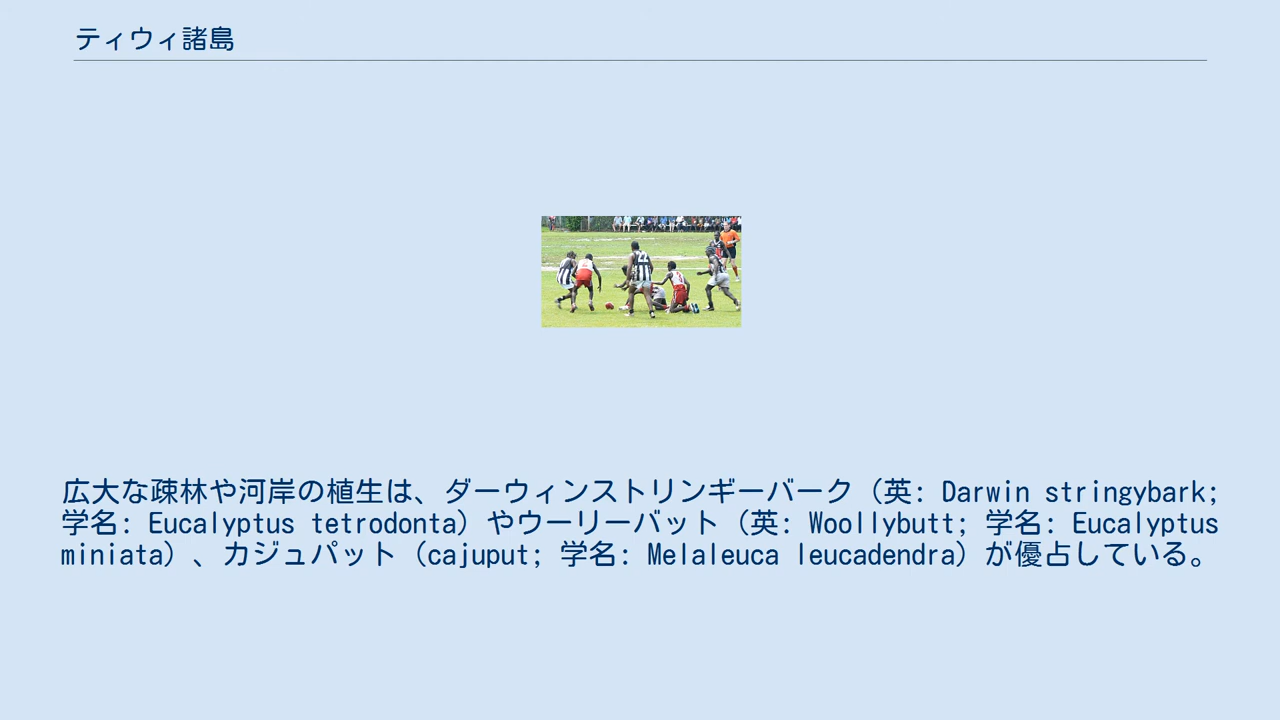 ティウィ諸島
22
広大な疎林や河岸の植生は、ダーウィンストリンギーバーク（英: Darwin stringybark;
学名: Eucalyptus tetrodonta）やウーリーバット（英: Woollybutt; 学名: Eucalyptus
miniata）、カジュパット（cajuput; 学名: Melaleuca leucadendra）が優占している。